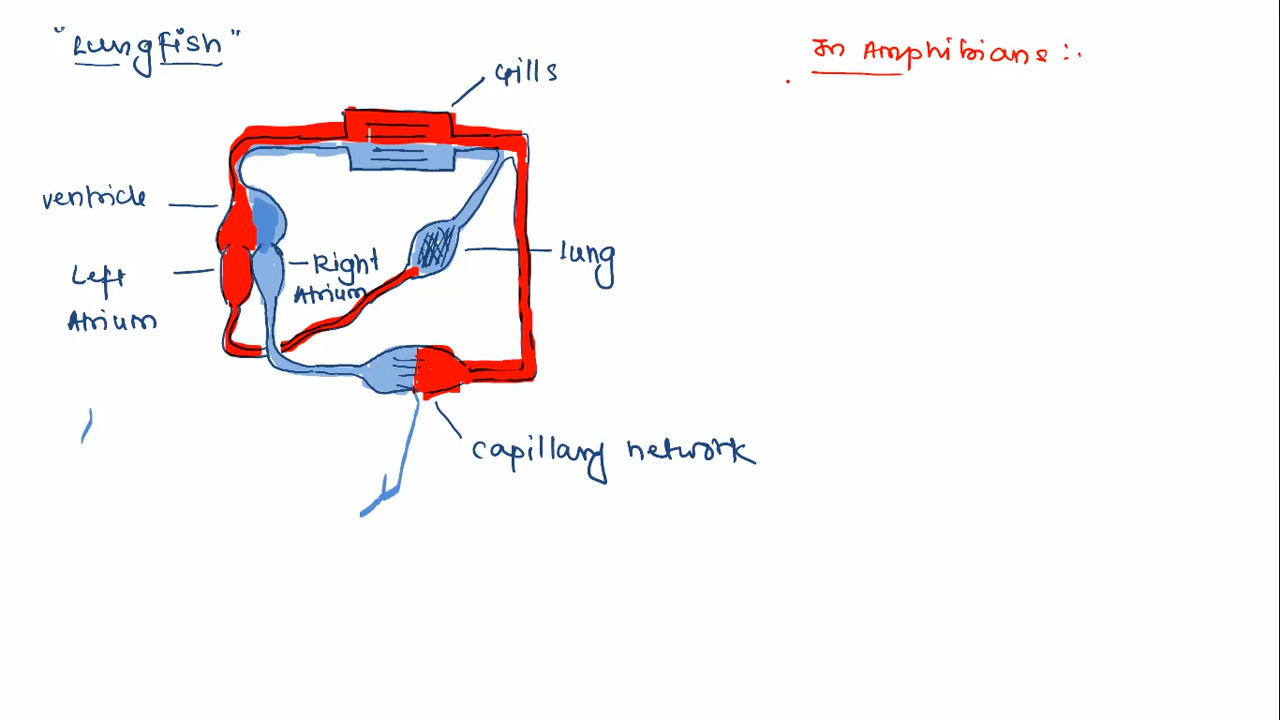 "Lungfish"
In Amphibians :-
Gills
ventricle
Left
Atrium
Right
Atrium
lung
capillary network